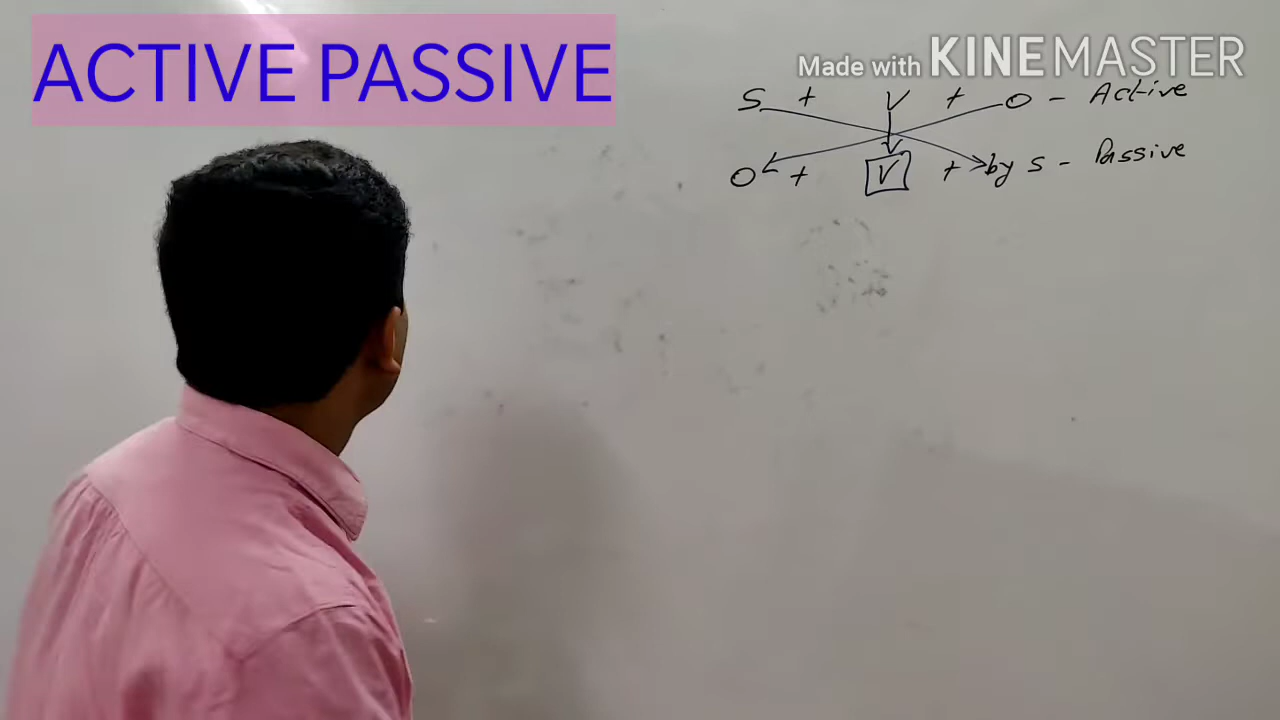 ACTIVE PASSIVE
Made with KINEMASTER
S + V + O - Active
O + V + by S - Passive